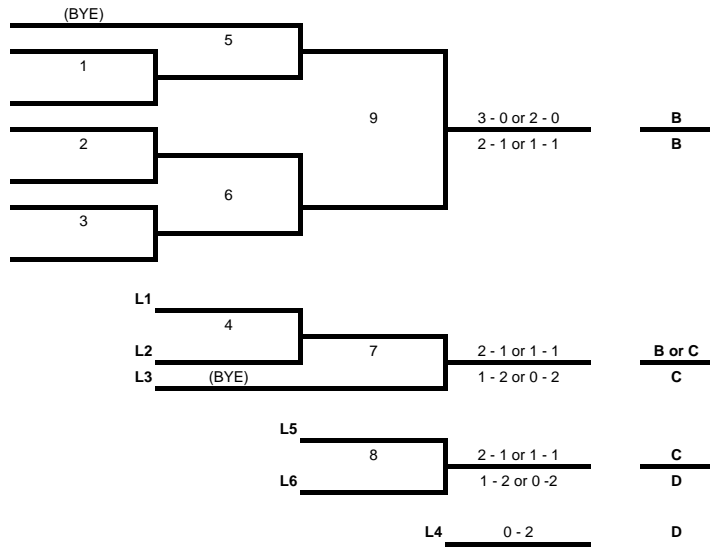 (BYE)
5
1
9
3 - 0 or 2 - 0 B
2 - 1 or 1 - 1 B
2
6
3
L1
4
L2
7
2 - 1 or 1 - 1 B or C
L3 (BYE) 1 - 2 or 0 - 2 C
L5
8
2 - 1 or 1 - 1 C
L6 1 - 2 or 0 -2 D
L4 0 - 2 D